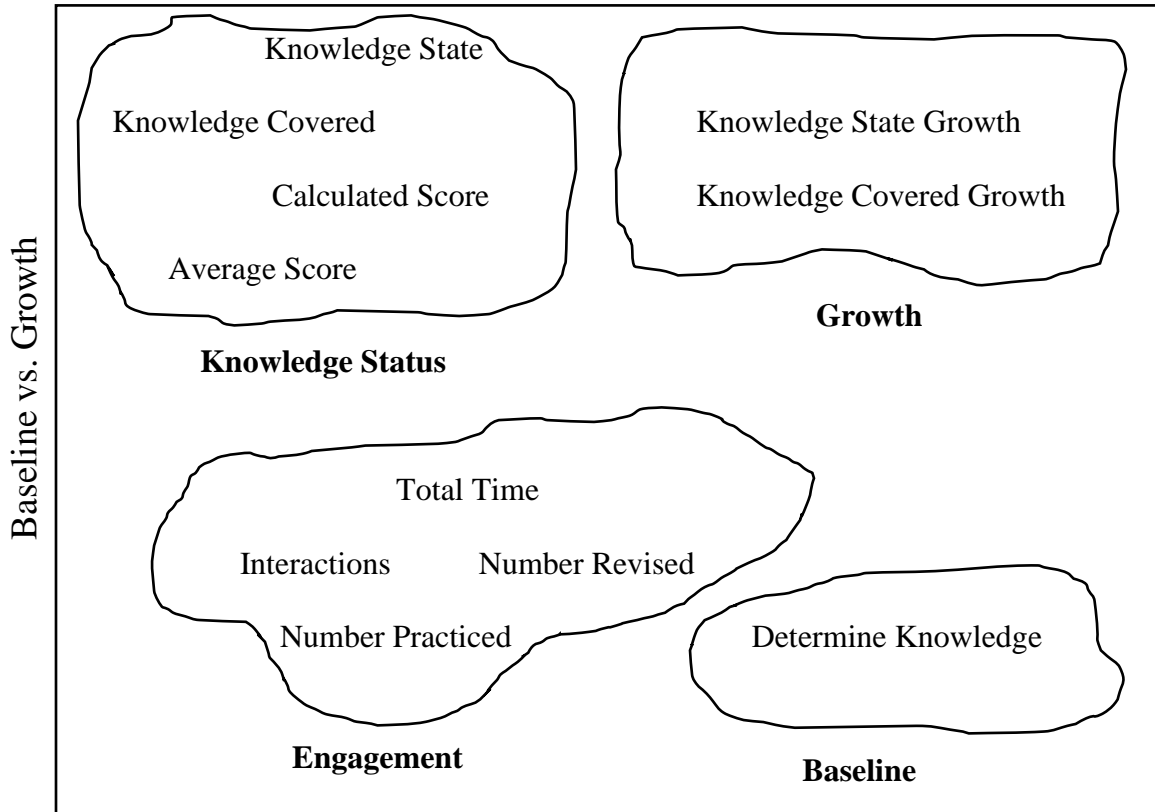 Baseline vs. Growth
Knowledge State
Knowledge Covered
Calculated Score
Average Score
Knowledge Status
Knowledge State Growth
Knowledge Covered Growth
Growth
Total Time
Interactions
Number Revised
Number Practiced
Engagement
Determine Knowledge
Baseline